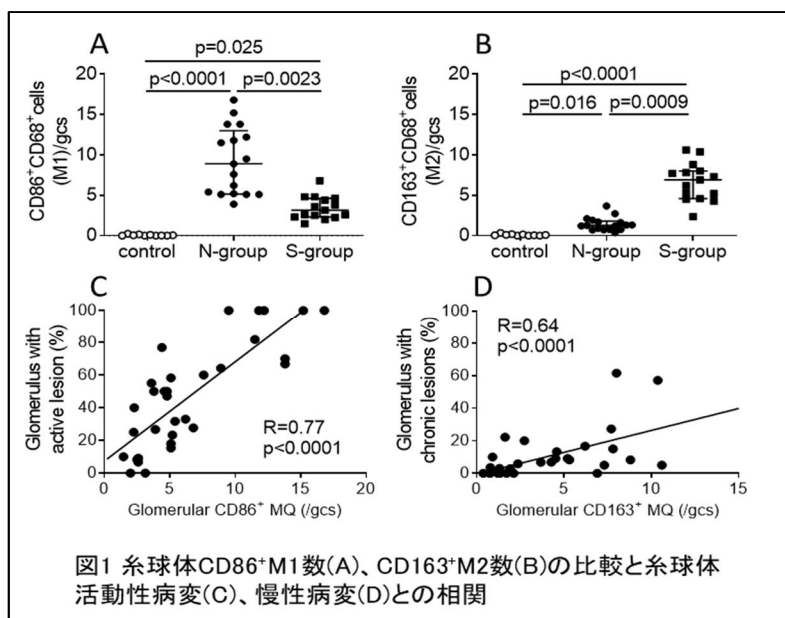 A
p=0.025
p<0.0001 p=0.0023
CD86⁺CD68⁺cells
(M1)/gcs
20
15
10
5
0
control N-group S-group
B
p<0.0001
p=0.016 p=0.0009
CD163⁺CD68⁺cells
(M2)/gcs
20
15
10
5
0
control N-group S-group
C
Glomerulus with
active lesion (%)
100
80
60
40
20
0
R=0.77
p<0.0001
0 5 10 15 20
Glomerular CD86⁺ MQ (/gcs)
D
Glomerulus with
chronic lesions (%)
100
80
60
40
20
0
R=0.64
p<0.0001
0 5 10 15
Glomerular CD163⁺ MQ (/gcs)
図1 糸球体CD86⁺M1数(A)、CD163⁺M2数(B)の比較と糸球体
活動性病変(C)、慢性病変(D)との相関